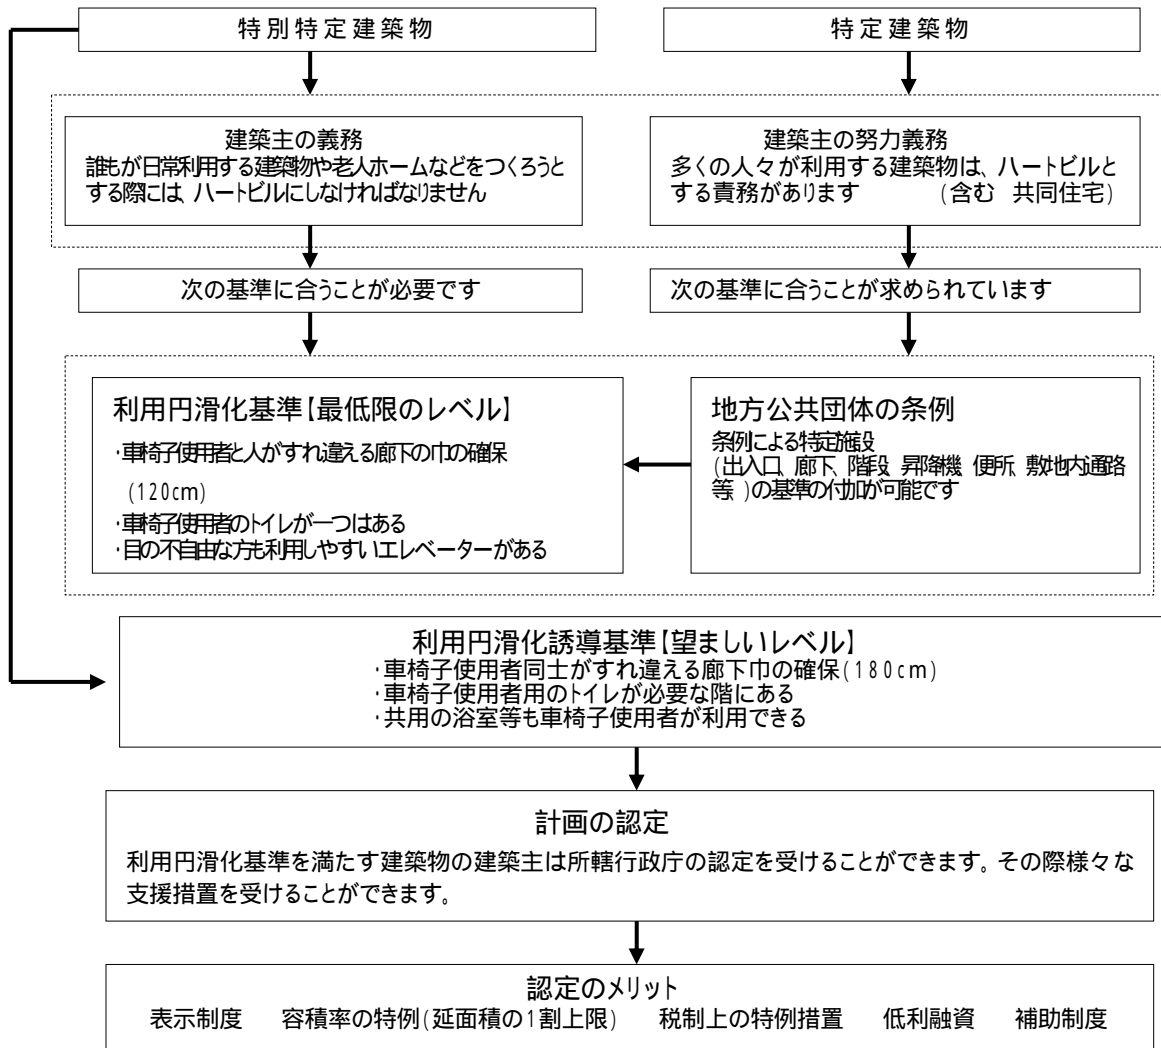 特別特定建築物
特定建築物
建築主の義務
誰もが日常利用する建築物や老人ホームなどをつくろうと
する際には、ハートビルにしなければなりません
建築主の努力義務
多くの人々が利用する建築物は、ハートビルと
する責務があります (含む 共同住宅)
次の基準に合うことが必要です
次の基準に合うことが求められています
利用円滑化基準【最低限のレベル】
・車椅子使用者と人がすれ違える廊下の巾の確保
(120cm)
・車椅子使用者のトイレが一つはある
・目の不自由な方も利用しやすいエレベーターがある
地方公共団体の条例
条例による特定施設
(出入口、廊下、階段、昇降機、便所、敷地内通路
等、)の基準の付加が可能です
利用円滑化誘導基準【望ましいレベル】
・車椅子使用者同士がすれ違える廊下巾の確保(180cm)
・車椅子使用者用のトイレが必要な階にある
・共用の浴室等も車椅子使用者が利用できる
計画の認定
利用円滑化基準を満たす建築物の建築主は所轄行政庁の認定を受けることができます。その際様々な
支援措置を受けることができます。
認定のメリット
表示制度 容積率の特例(延面積の1割上限) 税制上の特例措置 低利融資 補助制度